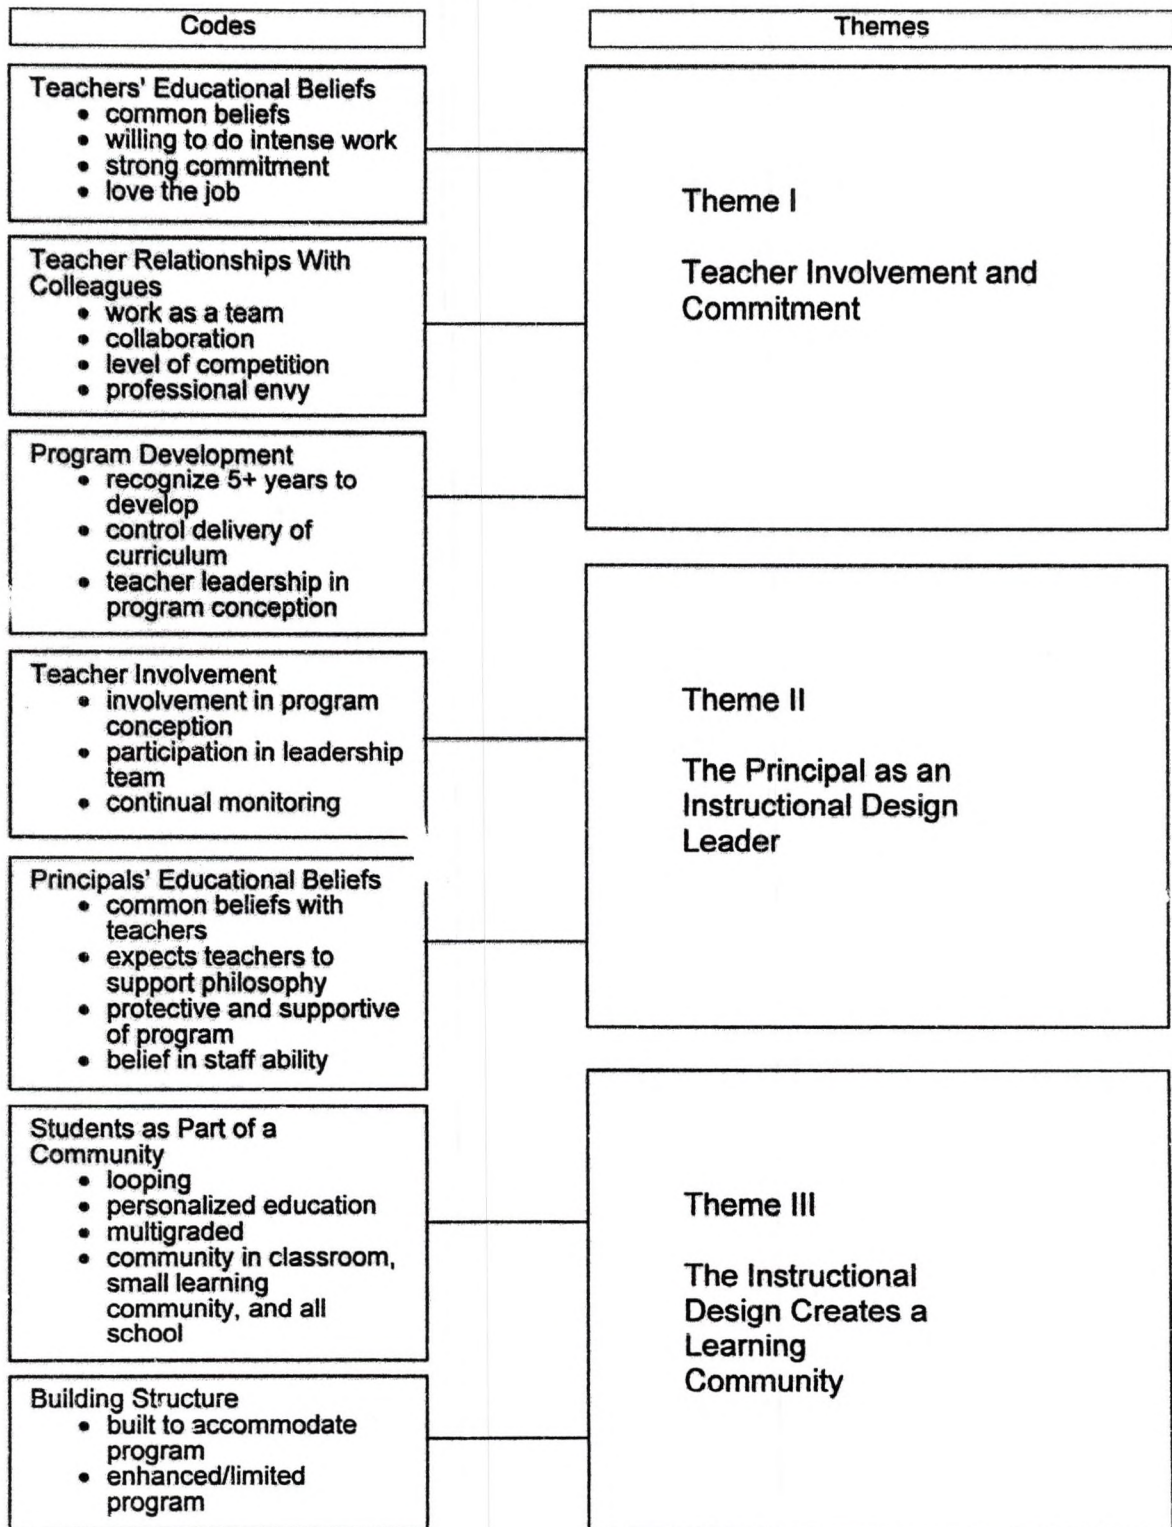 Codes
Themes
Teachers' Educational Beliefs
• common beliefs
• willing to do intense work
• strong commitment
• love the job
Teacher Relationships With
Colleagues
• work as a team
• collaboration
• level of competition
• professional envy
Program Development
• recognize 5+ years to
develop
• control delivery of
curriculum
• teacher leadership in
program conception
Teacher Involvement
• involvement in program
conception
• participation in leadership
team
• continual monitoring
Principals' Educational Beliefs
• common beliefs with
teachers
• expects teachers to
support philosophy
• protective and supportive
of program
• belief in staff ability
Students as Part of a
Community
• looping
• personalized education
• multigraded
• community in classroom,
small learning
community, and all
school
Building Structure
• built to accommodate
program
• enhanced/limited
program
Theme I
Teacher Involvement and
Commitment
Theme II
The Principal as an
Instructional Design
Leader
Theme III
The Instructional
Design Creates a
Learning
Community